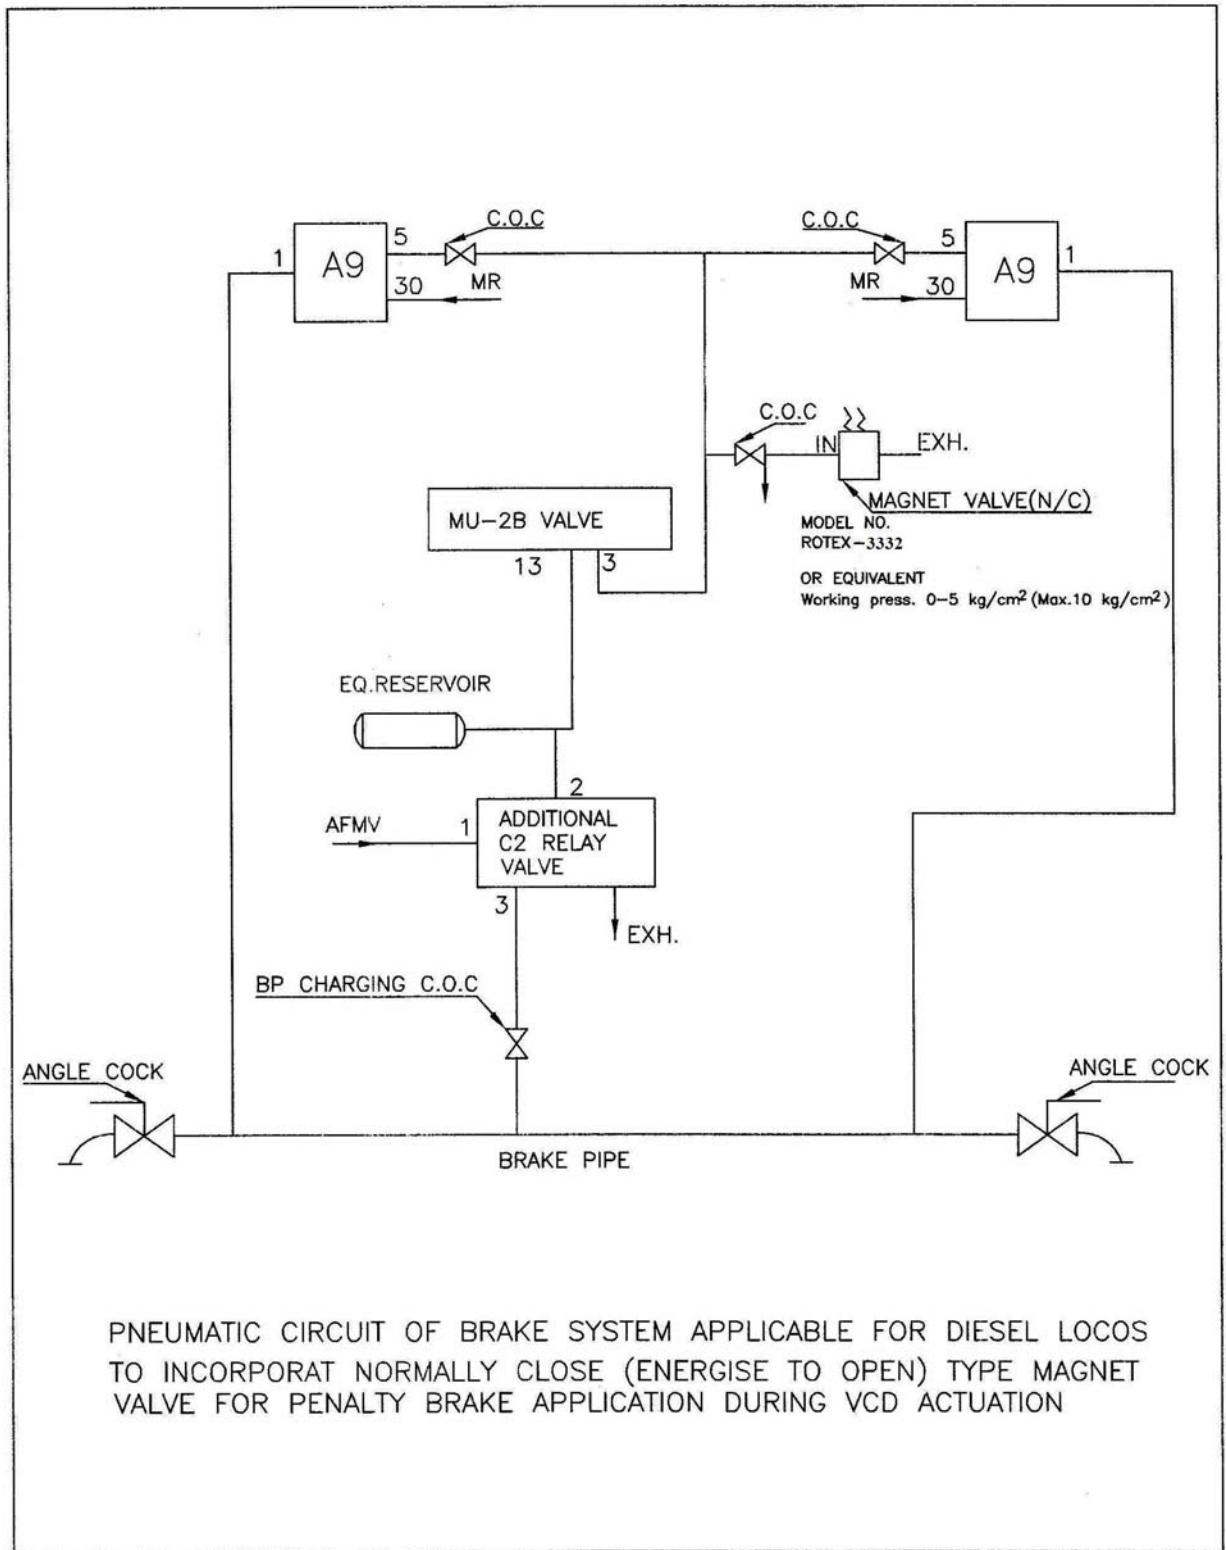 C.O.C
C.O.C
1
A9
5
30
MR
MR
5
30
A9
1
C.O.C
IN
EXH.
MAGNET VALVE(N/C)
MODEL NO.
ROTEX-3332
OR EQUIVALENT
Working press. 0-5 kg/cm² (Max.10 kg/cm²)
MU-2B VALVE
13
3
EQ.RESERVOIR
2
AFMV
1
ADDITIONAL
C2 RELAY
VALVE
3
EXH.
BP CHARGING C.O.C
ANGLE COCK
ANGLE COCK
BRAKE PIPE
PNEUMATIC CIRCUIT OF BRAKE SYSTEM APPLICABLE FOR DIESEL LOCOS
TO INCORPORAT NORMALLY CLOSE (ENERGISE TO OPEN) TYPE MAGNET
VALVE FOR PENALTY BRAKE APPLICATION DURING VCD ACTUATION